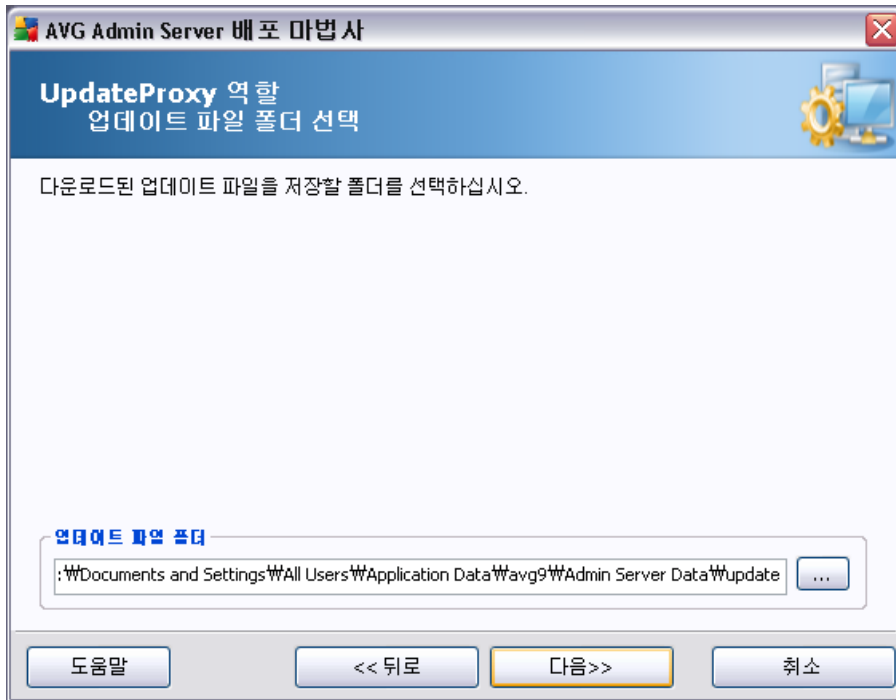 AVG Admin Server 배포 마법사
UpdateProxy 역할
업데이트 파일 폴더 선택
다운로드된 업데이트 파일을 저장할 폴더를 선택하십시오.
업데이트 파일 폴더
:₩Documents and Settings₩All Users₩Application Data₩avg9₩Admin Server Data₩update
...
도움말
<< 뒤로
다음>>
취소